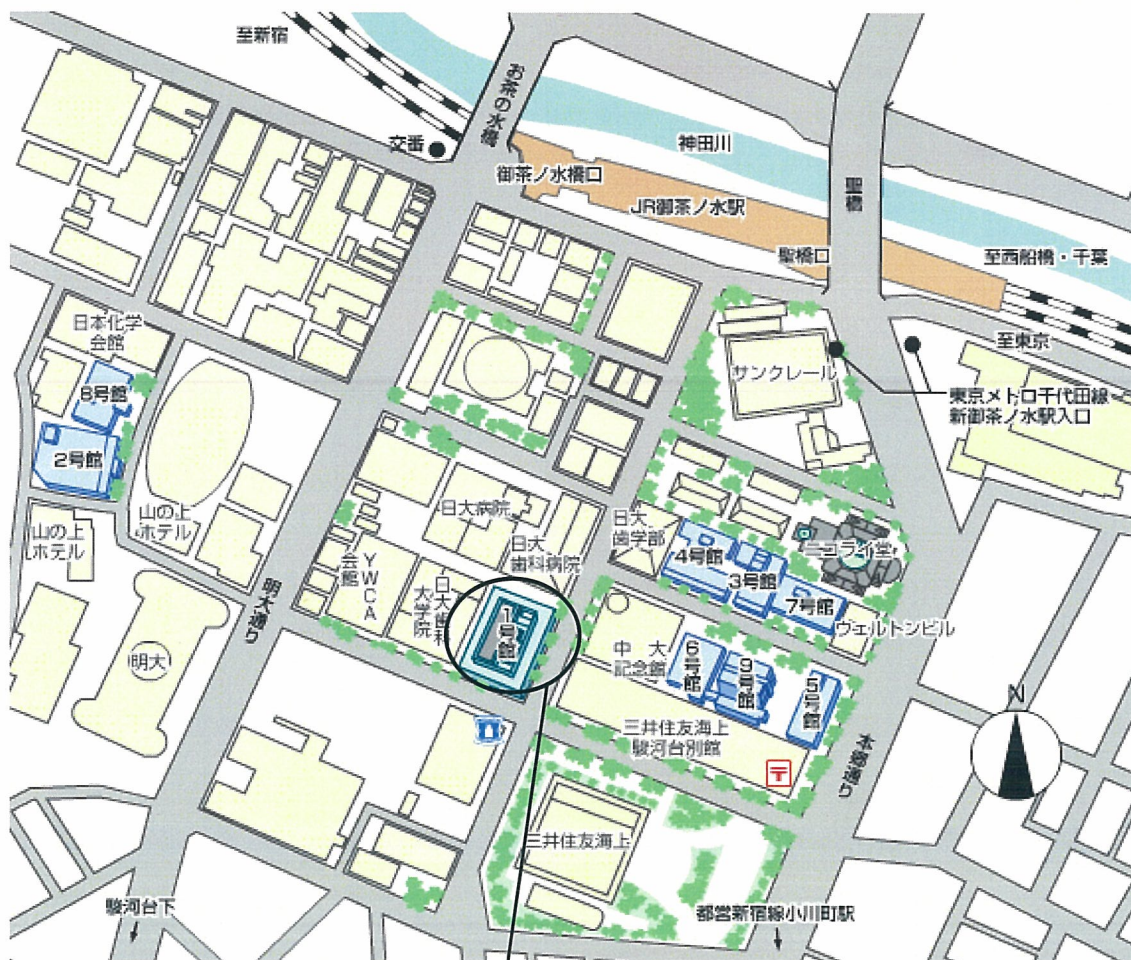 至新宿
お茶の水橋
交番
神田川
御茶ノ水橋口
JR御茶ノ水駅
聖橋
聖橋口
至西船橋・千葉
至東京
日本化学
会館
サンクレール
東京メトロ千代田線
新御茶ノ水駅入口
8号館
2号館
山の上
ホテル
山の上
ホテル
日大病院
日大
歯科病院
日大
歯学部
ニコライ堂
4号館
3号館
7号館
ヴェルトンビル
YWCA
会館
日大歯科
大学院
1号館
明大通り
明大
中大
記念館
6号館
9号館
5号館
三井住友海上
駿河台別館
〒
本郷通り
N
三井住友海上
駿河台下
都営新宿線小川町駅